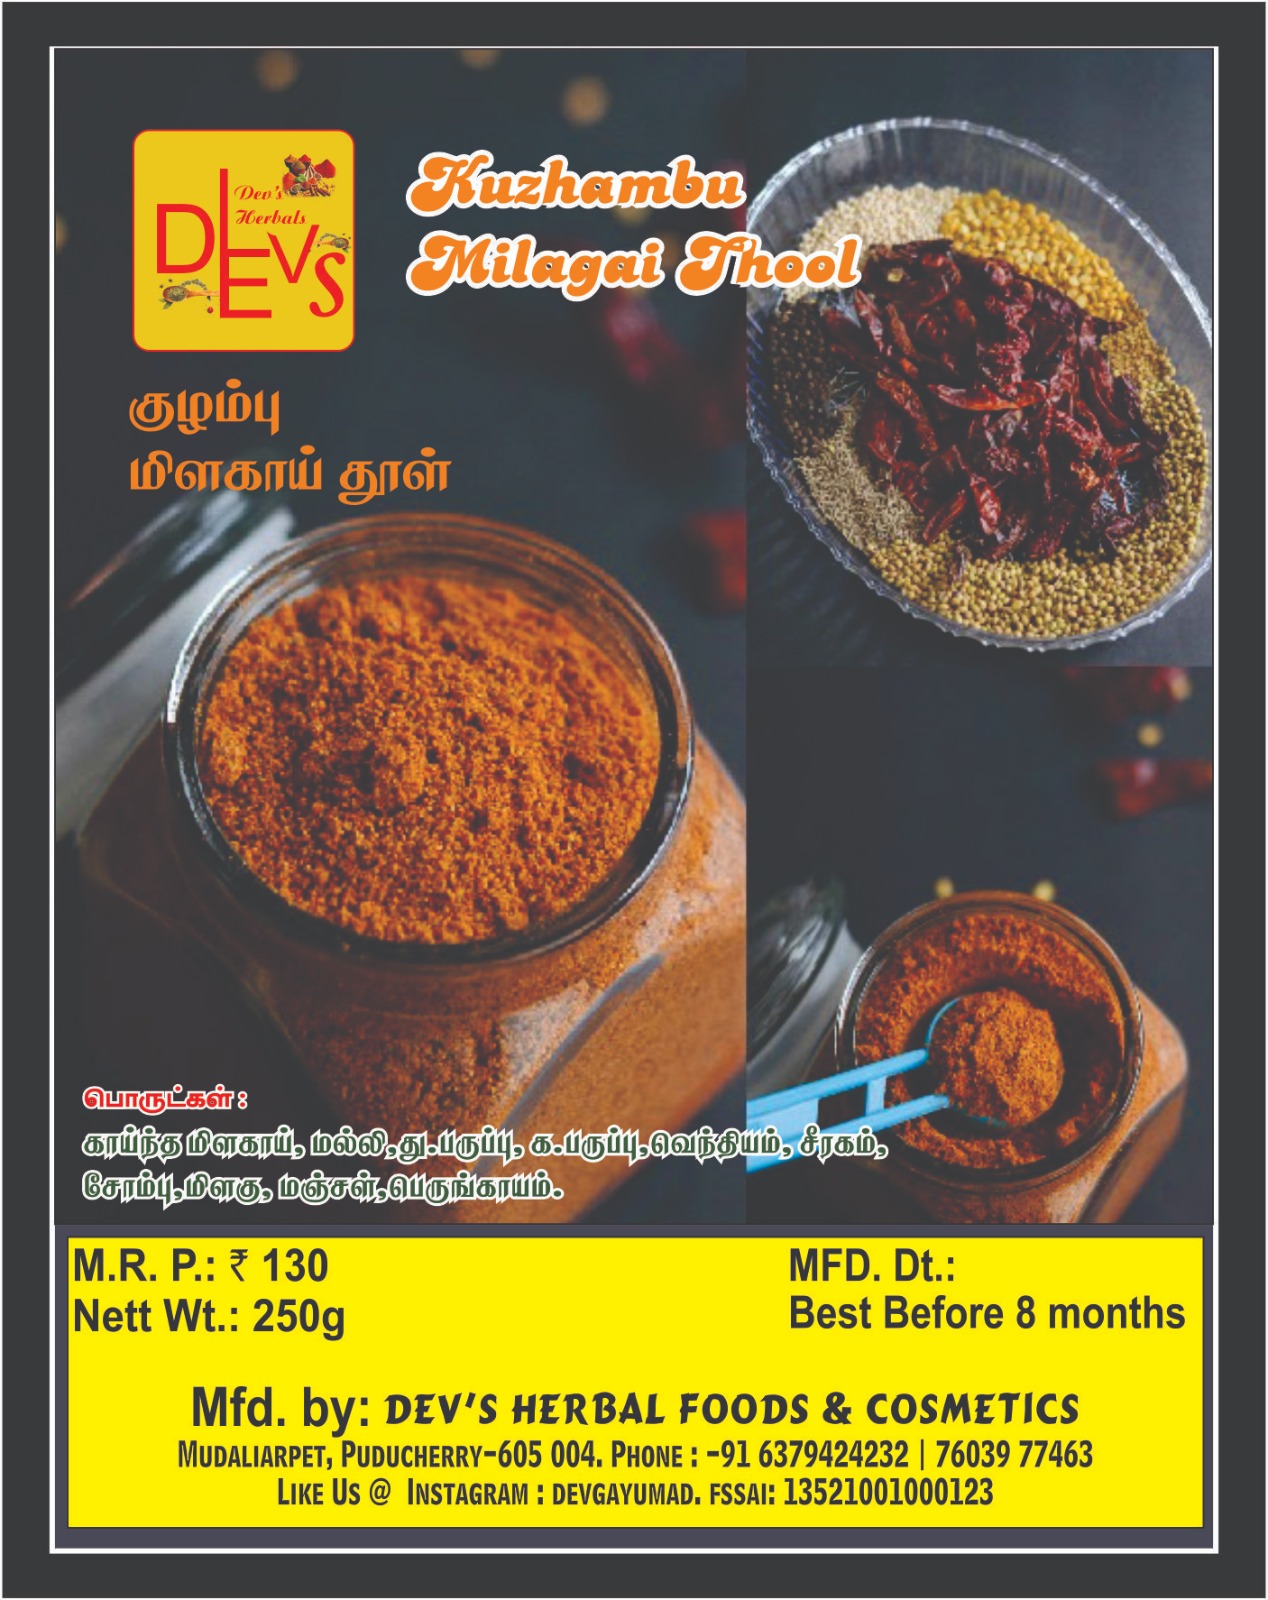 Dev's
Herbals
DEVS
Kuzhambu
Milagai Thool
குழம்பு
மிளகாய் தூள்
பொருட்கள் :
காய்ந்த மிளகாய், மல்லி,து.பருப்பு, க.பருப்பு,வெந்தியம், சீரகம்,
சோம்பு,மிளகு, மஞ்சள்,பெருங்காயம்.
M.R. P.: ₹ 130
Nett Wt.: 250g
MFD. Dt.:
Best Before 8 months
Mfd. by: DEV'S HERBAL FOODS & COSMETICS
MUDALIARPET, PUDUCHERRY-605 004. PHONE : -91 6379424232 | 76039 77463
LIKE US @ INSTAGRAM : DEVGAYUMAD. FSSAI: 13521001000123